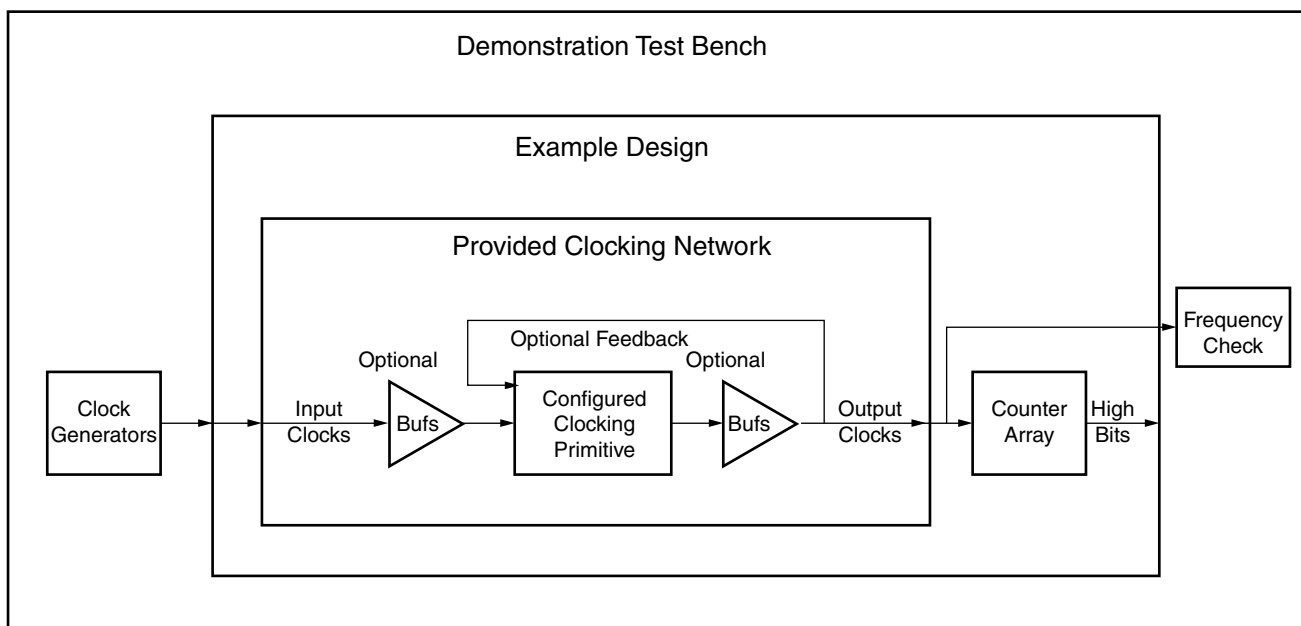 Demonstration Test Bench
Example Design
Provided Clocking Network
Optional Feedback
Optional
Optional
Clock
Generators
Input
Clocks
Bufs
Configured
Clocking
Primitive
Bufs
Output
Clocks
Counter
Array
High
Bits
Frequency
Check